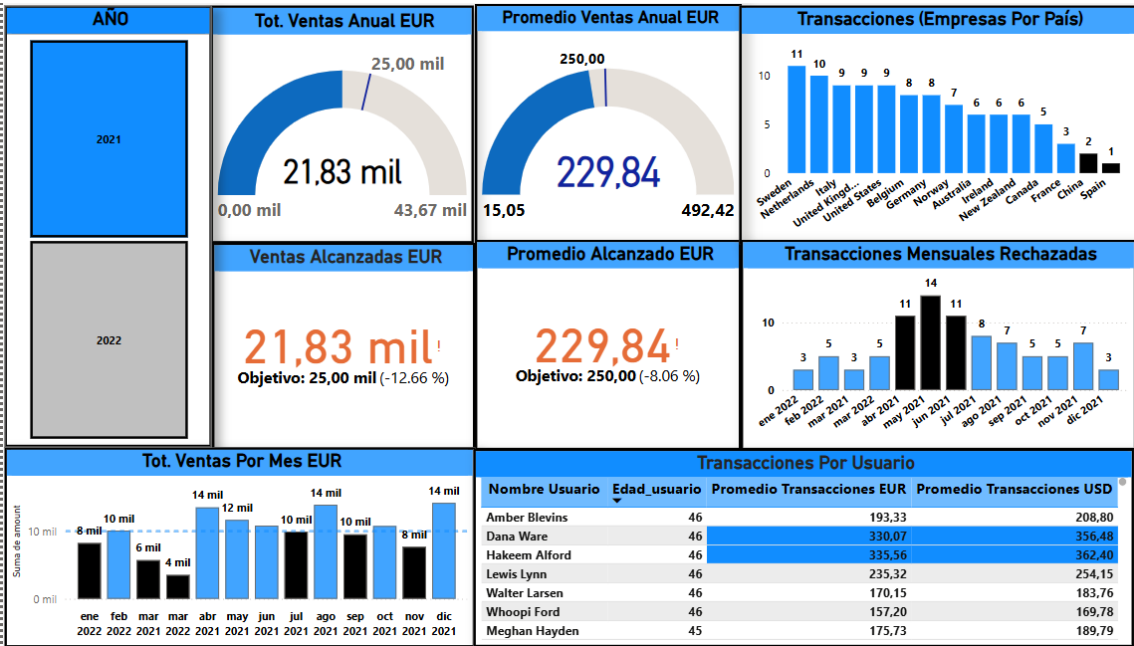 AÑO
2021
2022
Tot. Ventas Anual EUR
25,00 mil
21,83 mil
0,00 mil
43,67 mil
Promedio Ventas Anual EUR
250,00
229,84
15,05
492,42
Transacciones (Empresas Por País)
10
5
0
11 10 9 9 9 8 8 7 6 6 6 5 3 2 1
Sweden
Netherlands
Italy
United Kingd...
United States
Belgium
Germany
Norway
Australia
Ireland
New Zealand
Canada
France
China
Spain
Ventas Alcanzadas EUR
21,83 mil!
Objetivo: 25,00 mil (-12.66 %)
Promedio Alcanzado EUR
229,84!
Objetivo: 250,00 (-8.06 %)
Transacciones Mensuales Rechazadas
10
0
3 5 3 5 11 14 11 8 7 5 5 7 3
ene 2022
feb 2022
mar 2021
mar 2022
abr 2021
may 2021
jun 2021
jul 2021
ago 2021
sep 2021
oct 2021
nov 2021
dic 2021
Tot. Ventas Por Mes EUR
Suma de amount
10 mil
0 mil
8 mil 10 mil 6 mil 4 mil 14 mil 12 mil 10 mil 14 mil 10 mil 8 mil 14 mil
ene feb mar mar abr may jun jul ago sep oct nov dic
2022 2022 2021 2022 2021 2021 2021 2021 2021 2021 2021 2021 2021
Transacciones Por Usuario
Nombre Usuario Edad_usuario Promedio Transacciones EUR Promedio Transacciones USD
Amber Blevins 46 193,33 208,80
Dana Ware 46 330,07 356,48
Hakeem Alford 46 335,56 362,40
Lewis Lynn 46 235,32 254,15
Walter Larsen 46 170,15 183,76
Whoopi Ford 46 157,20 169,78
Meghan Hayden 45 175,73 189,79